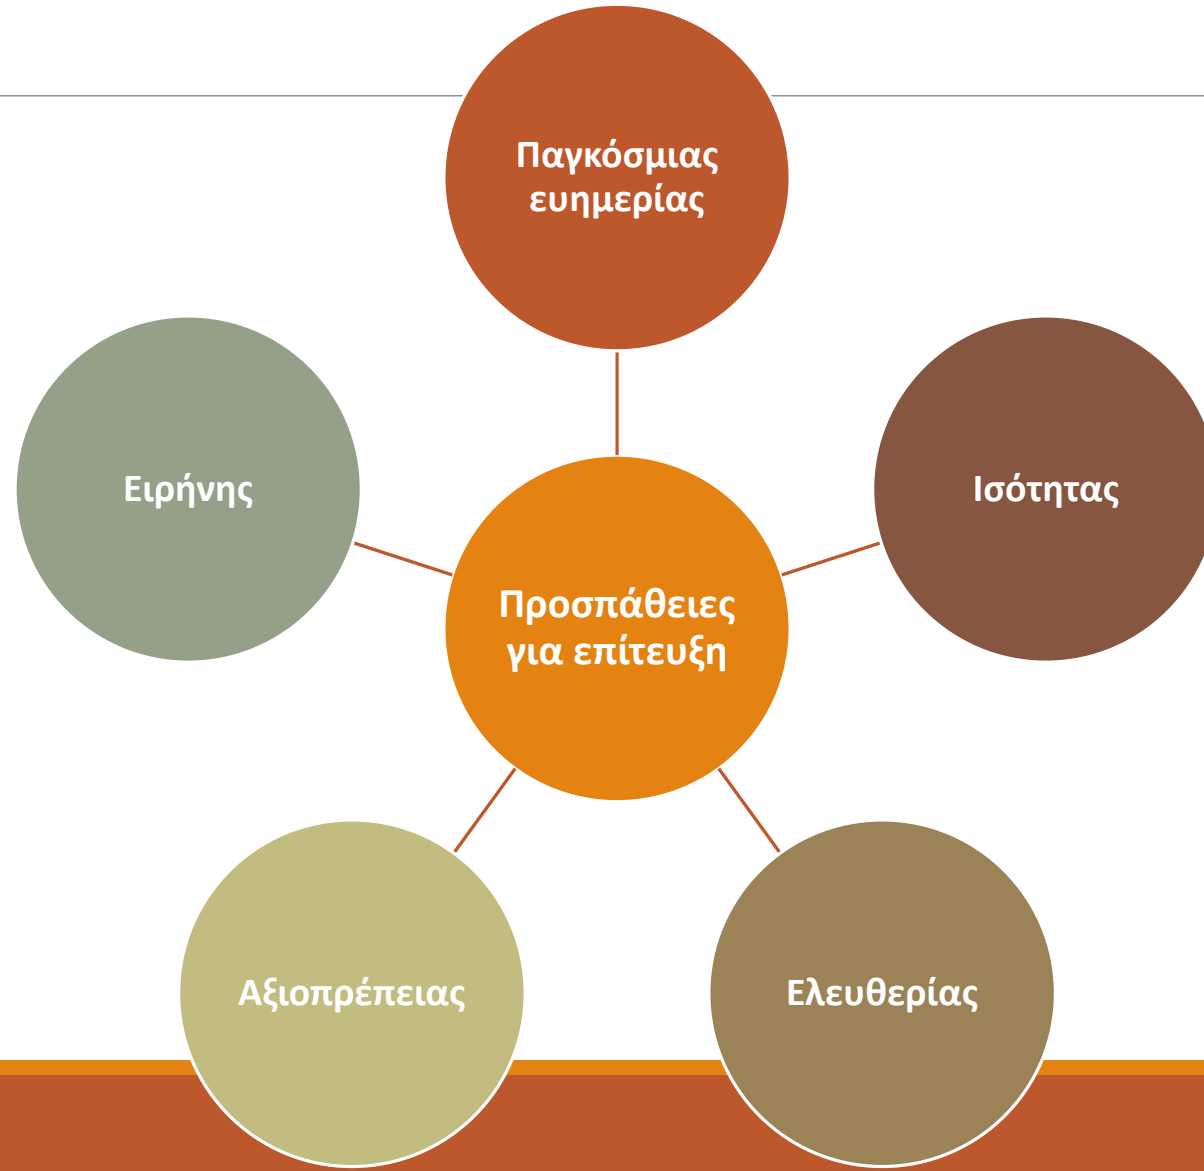 Παγκόσμιας
ευημερίας
Ειρήνης
Ισότητας
Προσπάθειες
για επίτευξη
Αξιοπρέπειας
Ελευθερίας